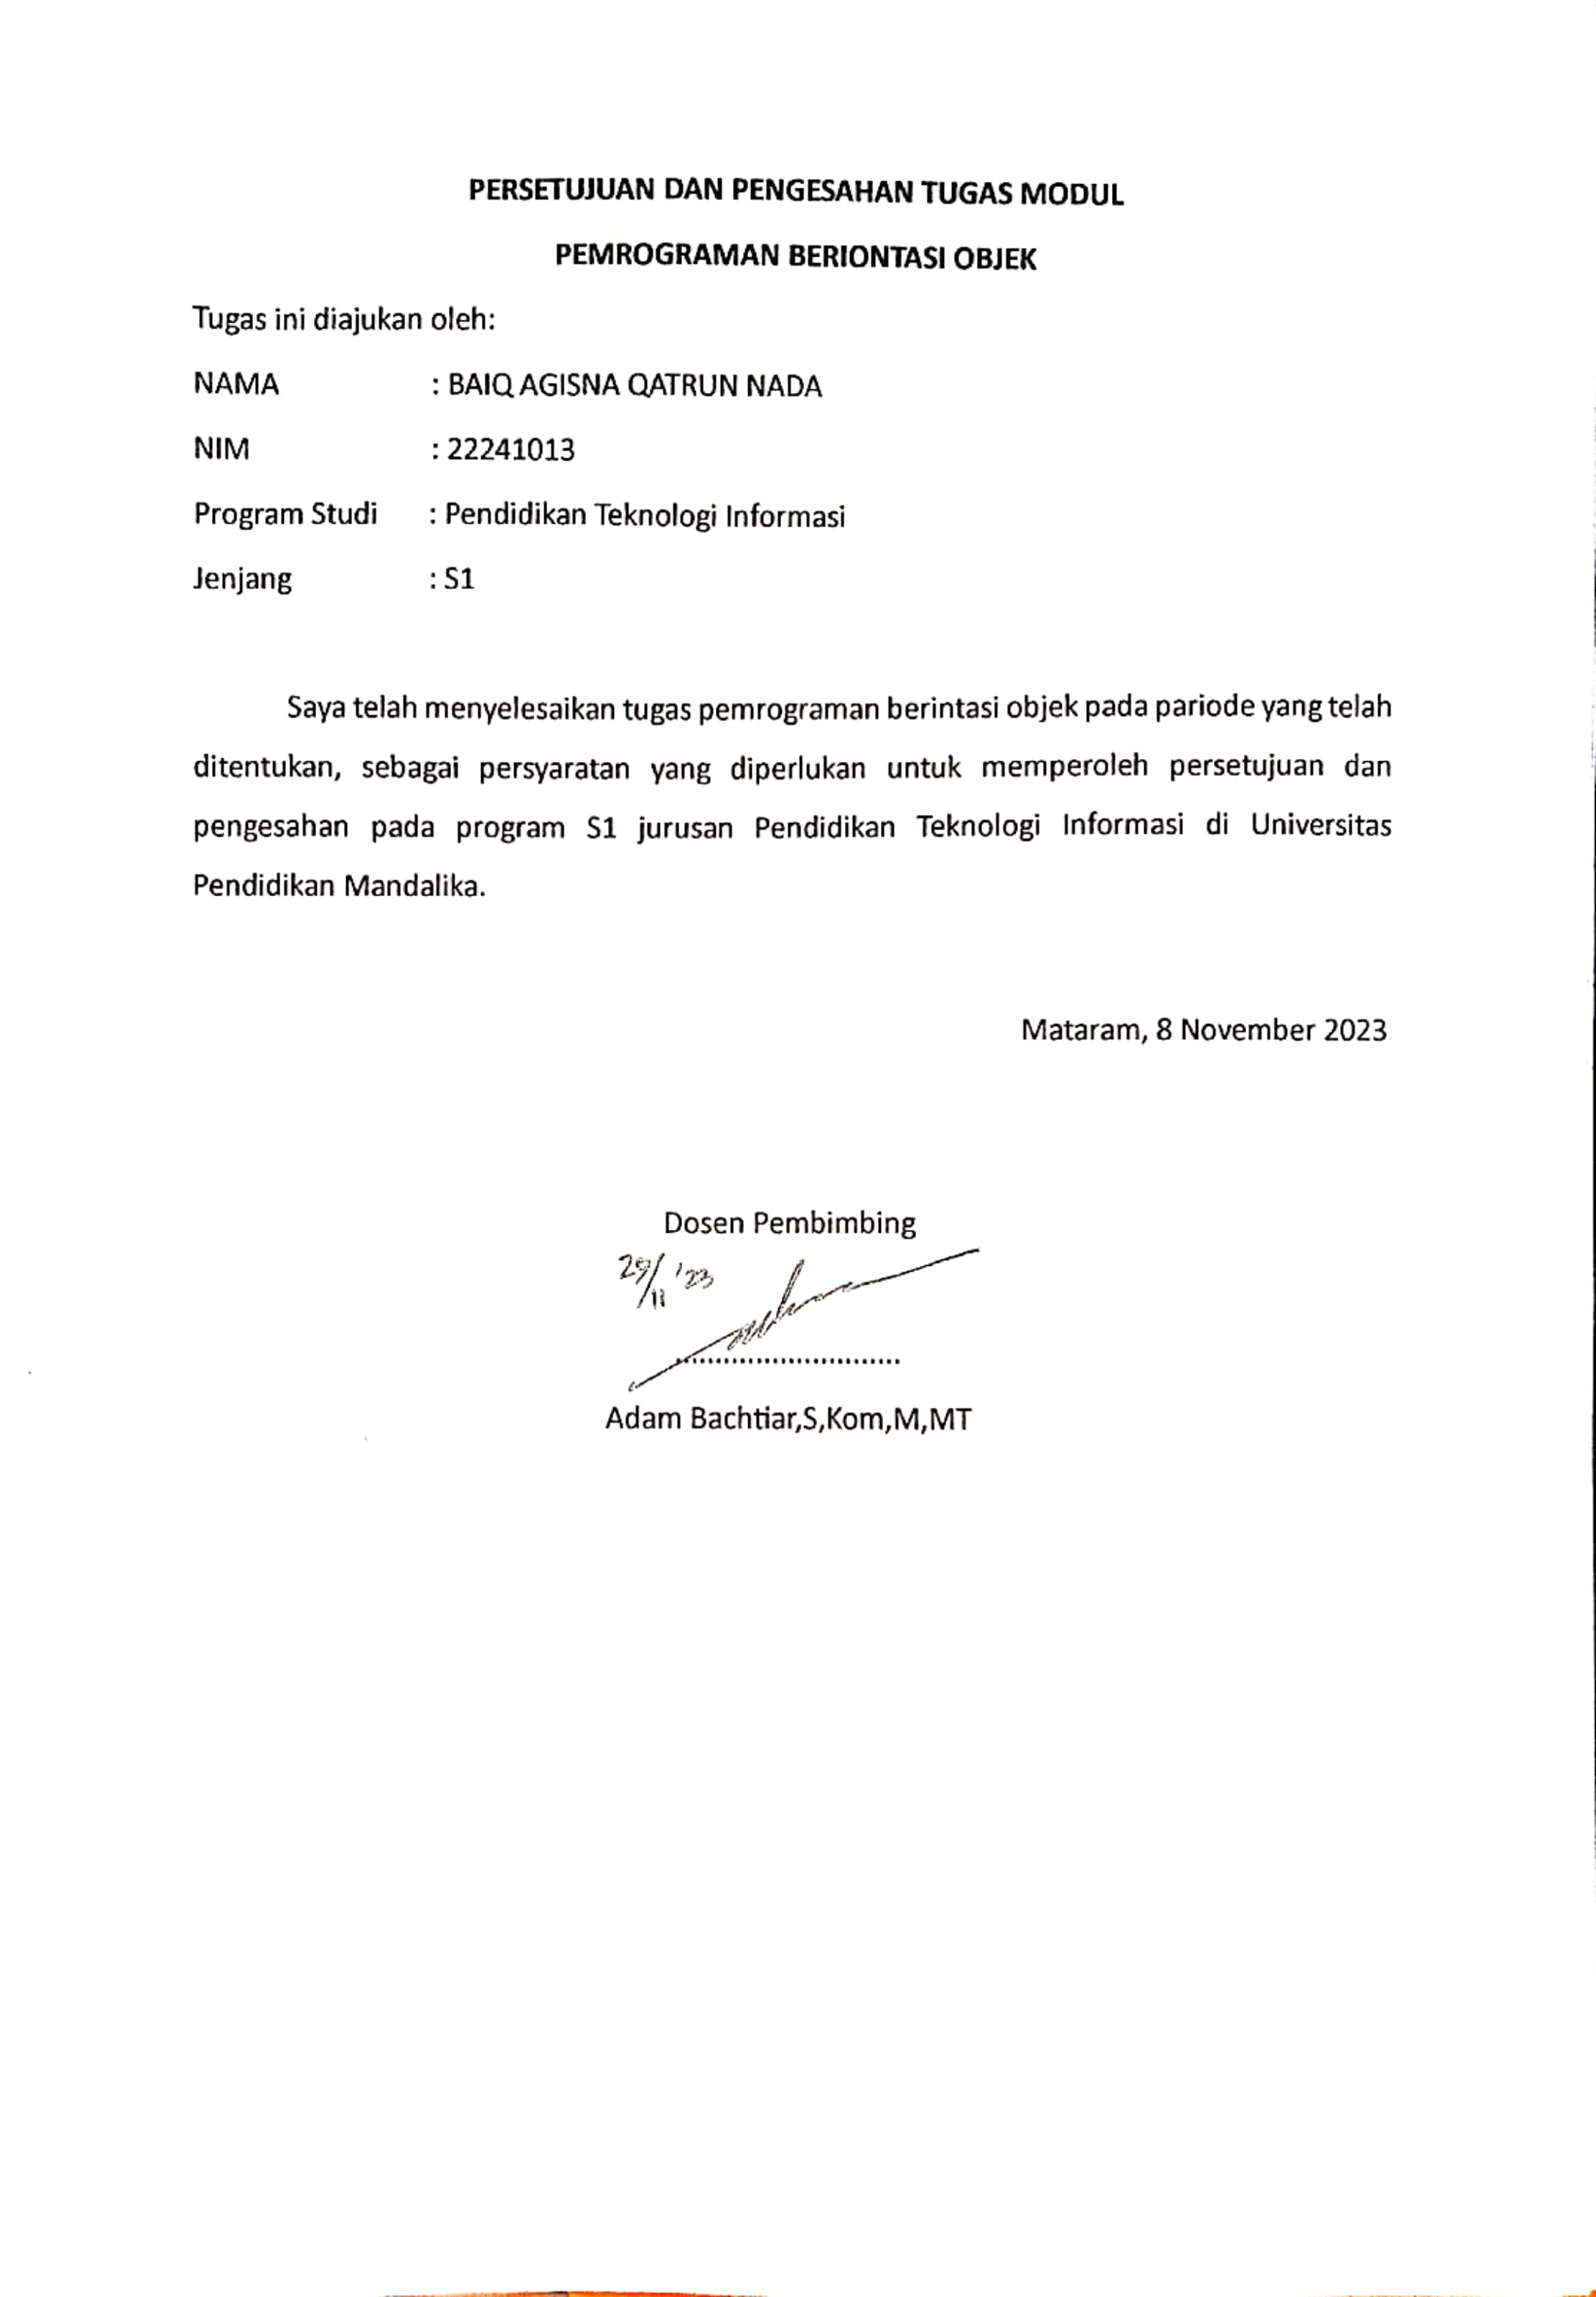 PERSETUJUAN DAN PENGESAHAN TUGAS MODUL
PEMROGRAMAN BERIONTASI OBJEK
Tugas ini diajukan oleh:
NAMA : BAIQ AGISNA QATRUN NADA
NIM : 22241013
Program Studi : Pendidikan Teknologi Informasi
Jenjang : S1
Saya telah menyelesaikan tugas pemrograman berintasi objek pada pariode yang telah
ditentukan, sebagai persyaratan yang diperlukan untuk memperoleh persetujuan dan
pengesahan pada program S1 jurusan Pendidikan Teknologi Informasi di Universitas
Pendidikan Mandalika.
Mataram, 8 November 2023
Dosen Pembimbing
29/11 '23
Adam Bachtiar,S,Kom,M,MT